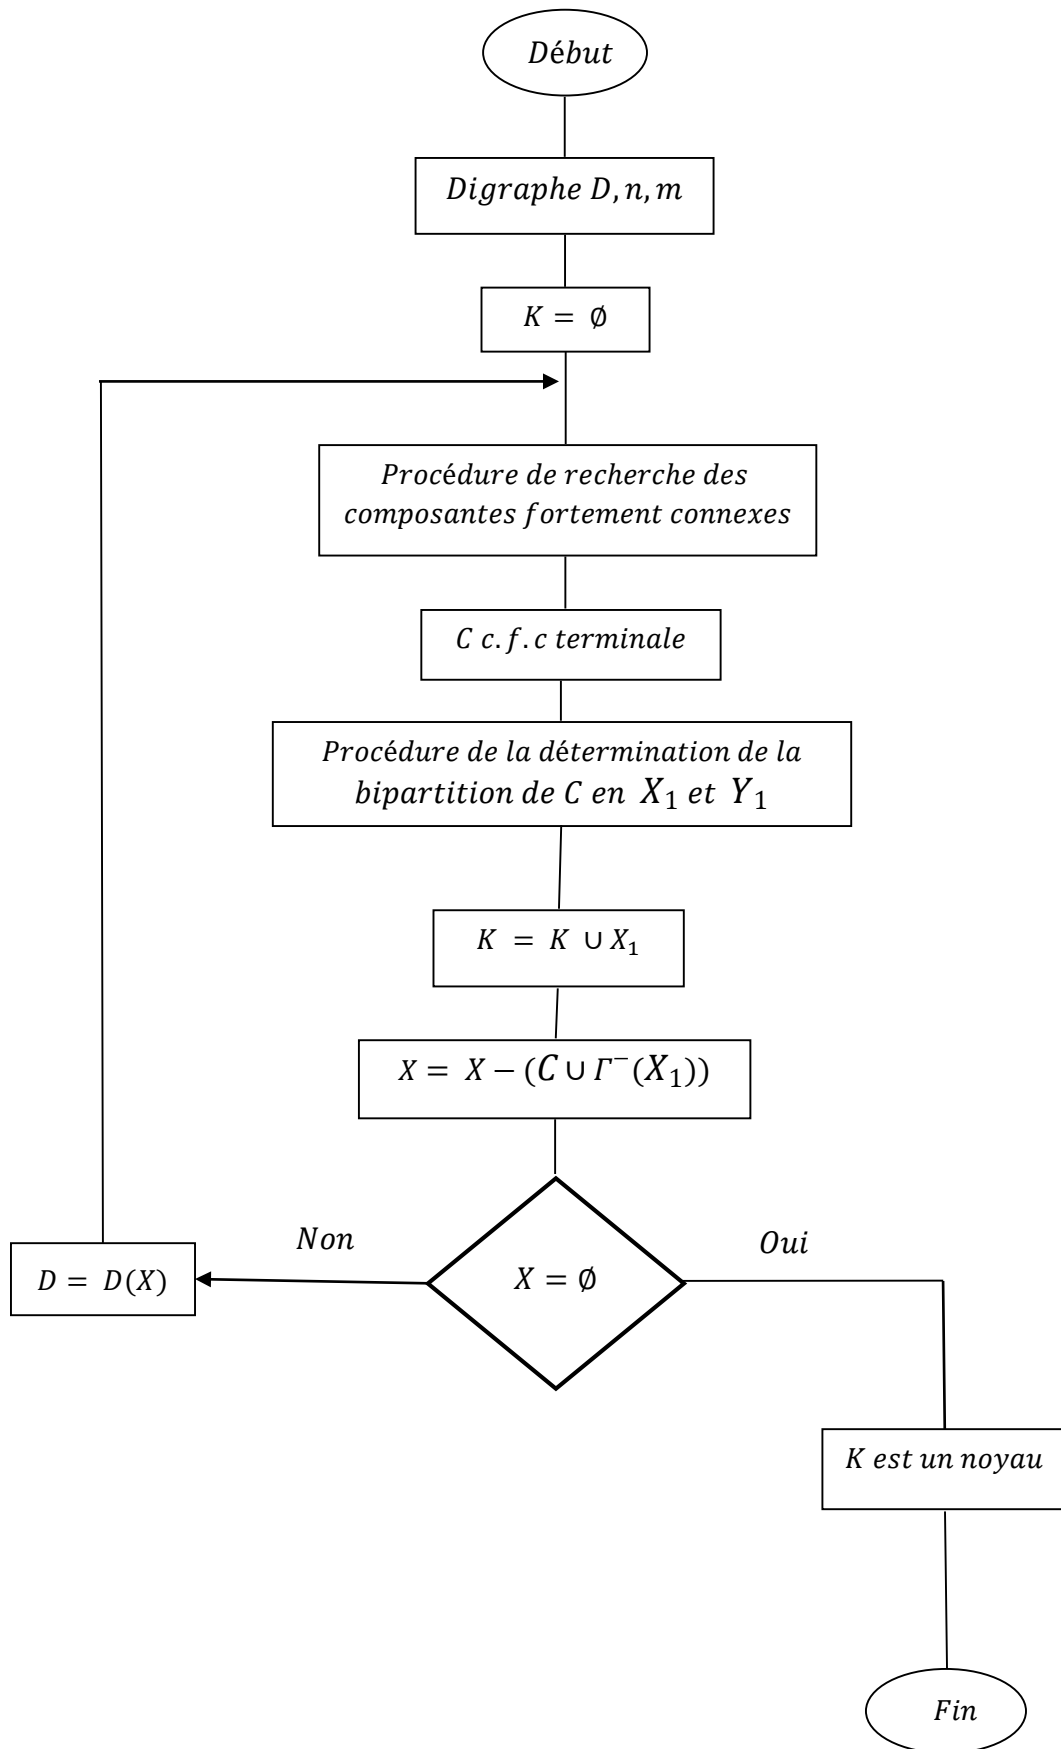 Début
Digraphe D, n, m
K = ∅
Procédure de recherche des
composantes fortement connexes
C c.f.c terminale
Procédure de la détermination de la
bipartition de C en X₁ et Y₁
K = K ∪ X₁
X = X − (C ∪ Γ⁻(X₁))
Non
Oui
D = D(X)
X = ∅
K est un noyau
Fin